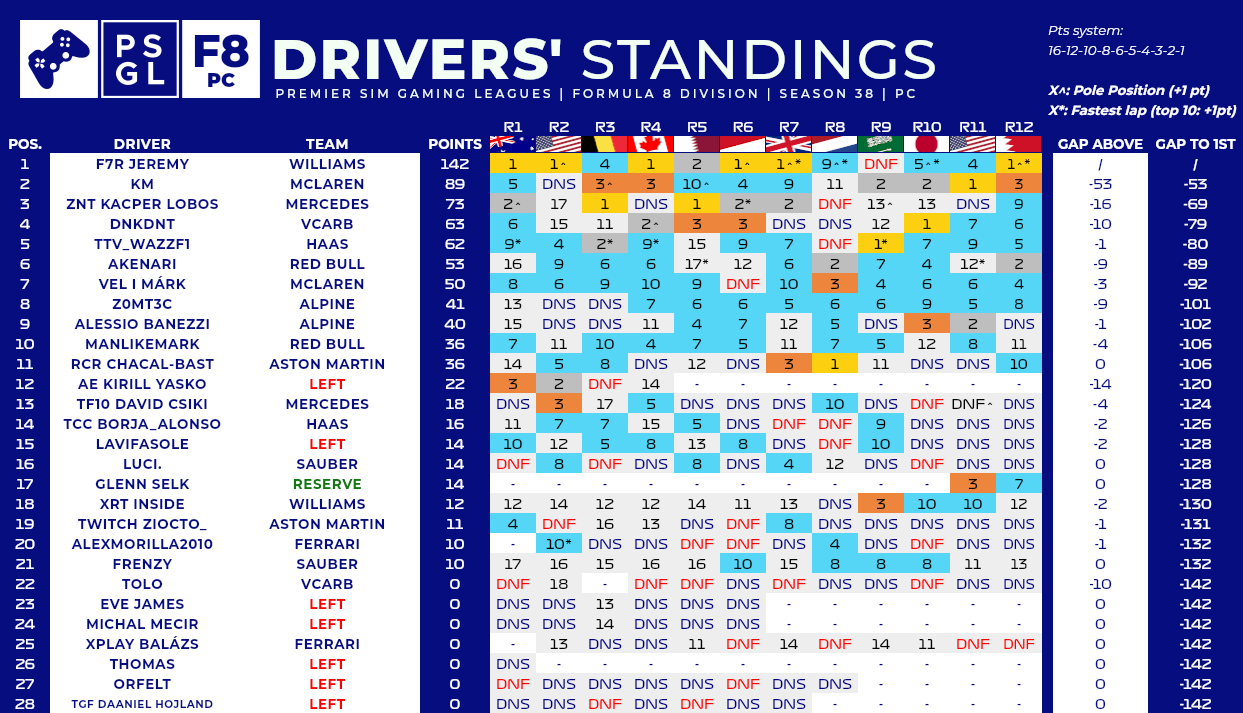 PS
GL
F8
PC
DRIVERS' STANDINGS
PREMIER SIM GAMING LEAGUES | FORMULA 8 DIVISION | SEASON 38 | PC
Pts system:
16-12-10-8-6-5-4-3-2-1
X^: Pole Position (+1 pt)
X*: Fastest lap (top 10: +1pt)
R1 R2 R3 R4 R5 R6 R7 R8 R9 R10 R11 R12
POS. DRIVER TEAM POINTS GAP ABOVE GAP TO 1ST
1 F7R JEREMY WILLIAMS 142 1 1^ 4 1 2 1^ 1^* 9^* DNF 5^* 4 1^* / /
2 KM MCLAREN 89 5 DNS 3^ 3 10^ 4 9 11 2 2 1 3 -53 -53
3 ZNT KACPER LOBOS MERCEDES 73 2^ 17 1 DNS 1 2* 2 DNF 13^ 13 DNS 9 -16 -69
4 DNKDNT VCARB 63 6 15 11 2^ 3 3 DNS DNS 12 1 7 6 -10 -79
5 TTV_WAZZF1 HAAS 62 9* 4 2* 9* 15 9 7 DNF 1* 7 9 5 -1 -80
6 AKENARI RED BULL 53 16 9 6 6 17* 12 6 2 7 4 12* 2 -9 -89
7 VEL I MÁRK MCLAREN 50 8 6 9 10 9 DNF 10 3 4 6 6 4 -3 -92
8 Z0MT3C ALPINE 41 13 DNS DNS 7 6 6 5 6 6 9 5 8 -9 -101
9 ALESSIO BANEZZI ALPINE 40 15 DNS DNS 11 4 7 12 5 DNS 3 2 DNS -1 -102
10 MANLIKEMARK RED BULL 36 7 11 10 4 7 5 11 7 5 12 8 11 -4 -106
11 RCR CHACAL-BAST ASTON MARTIN 36 14 5 8 DNS 12 DNS 3 1 11 DNS DNS 10 0 -106
12 AE KIRILL YASKO LEFT 22 3 2 DNF 14 - - - - - - - - -14 -120
13 TF10 DAVID CSIKI MERCEDES 18 DNS 3 17 5 DNS DNS DNS 10 DNS DNF DNF^ DNS -4 -124
14 TCC BORJA_ALONSO HAAS 16 11 7 7 15 5 DNS DNF DNF 9 DNS DNS DNS -2 -126
15 LAVIFASOLE LEFT 14 10 12 5 8 13 8 DNS DNF 10 DNS DNS DNS -2 -128
16 LUCI. SAUBER 14 DNF 8 DNF DNS 8 DNS 4 12 DNS DNF DNS DNS 0 -128
17 GLENN SELK RESERVE 14 - - - - - - - - - - 3 7 0 -128
18 XRT INSIDE WILLIAMS 12 12 14 12 12 14 11 13 DNS 3 10 10 12 -2 -130
19 TWITCH ZIOCTO_ ASTON MARTIN 11 4 DNF 16 13 DNS DNF 8 DNS DNS DNS DNS DNS -1 -131
20 ALEXMORILLA2010 FERRARI 10 - 10* DNS DNS DNF DNF DNS 4 DNS DNF DNS DNS -1 -132
21 FRENZY SAUBER 10 17 16 15 16 16 10 15 8 8 8 11 13 0 -132
22 TOLO VCARB 0 DNF 18 - DNF DNF DNS DNF DNS DNS DNF DNS DNS -10 -142
23 EVE JAMES LEFT 0 DNS DNS 13 DNS DNS DNS - - - - - - 0 -142
24 MICHAL MECIR LEFT 0 DNS DNS 14 DNS DNS DNS - - - - - - 0 -142
25 XPLAY BALÁZS FERRARI 0 - 13 DNS DNS 11 DNF 14 DNF 14 11 DNF DNF 0 -142
26 THOMAS LEFT 0 DNS - - - - - - - - - - - 0 -142
27 ORFELT LEFT 0 DNF DNS DNS DNS DNS DNF DNS DNS - - - - 0 -142
28 TGF DAANIEL HOJLAND LEFT 0 DNS DNS DNF DNS DNF DNS DNS - - - - - 0 -142